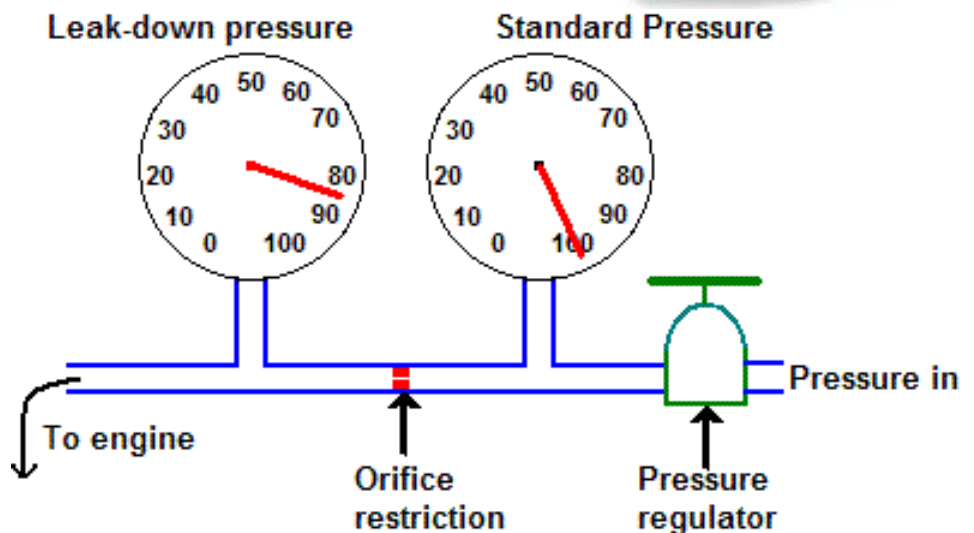 Leak-down pressure
Standard Pressure
0 10 20 30 40 50 60 70 80 90 100
0 10 20 30 40 50 60 70 80 90 100
Pressure in
To engine
Orifice
restriction
Pressure
regulator